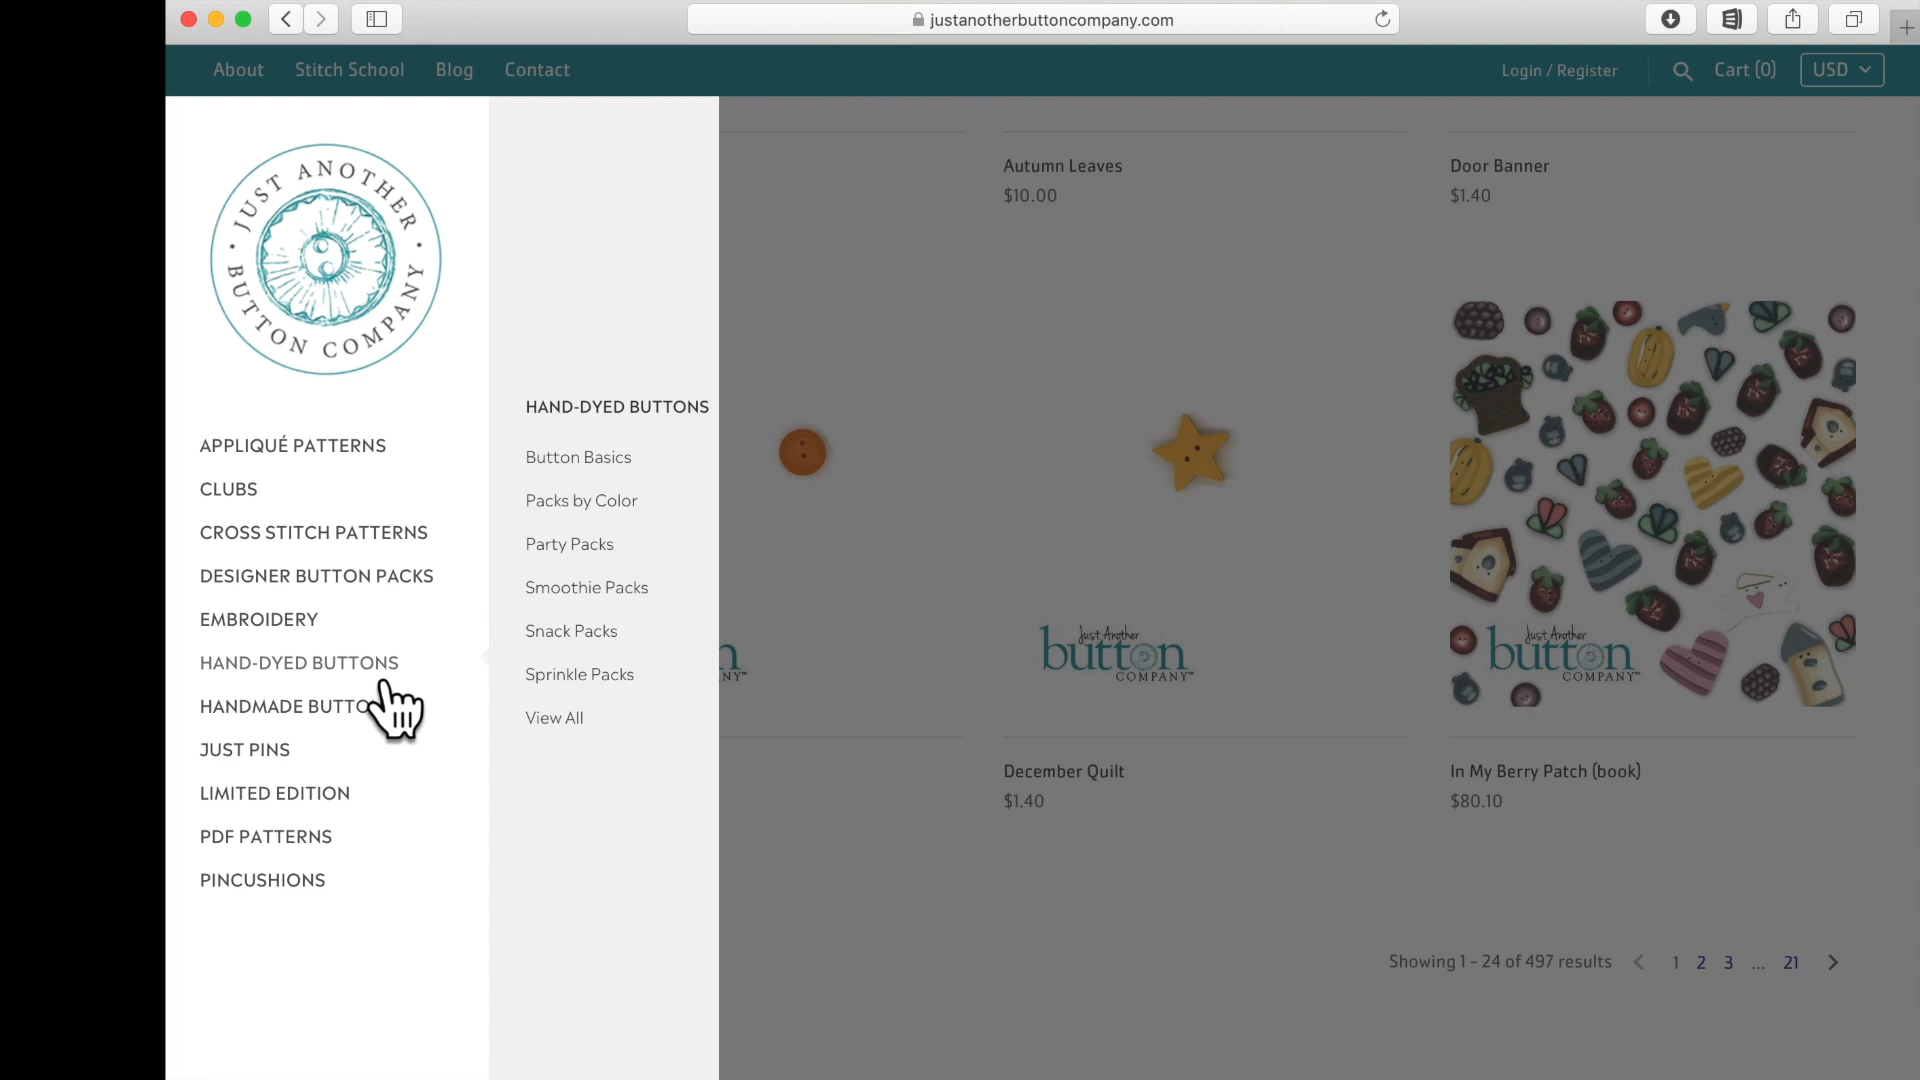 justanotherbuttoncompany.com
About
Stitch School
Blog
Contact
Login / Register
Cart (0)
USD
JUST ANOTHER
BUTTON COMPANY
APPLIQUÉ PATTERNS
CLUBS
CROSS STITCH PATTERNS
DESIGNER BUTTON PACKS
EMBROIDERY
HAND-DYED BUTTONS
HANDMADE BUTTO
JUST PINS
LIMITED EDITION
PDF PATTERNS
PINCUSHIONS
HAND-DYED BUTTONS
Button Basics
Packs by Color
Party Packs
Smoothie Packs
Snack Packs
Sprinkle Packs
View All
Autumn Leaves
$10.00
Door Banner
$1.40
n
NY™
Just Another
button
COMPANY™
Just Another
button
COMPANY™
December Quilt
$1.40
In My Berry Patch (book)
$80.10
Showing 1 - 24 of 497 results
1 2 3 ... 21